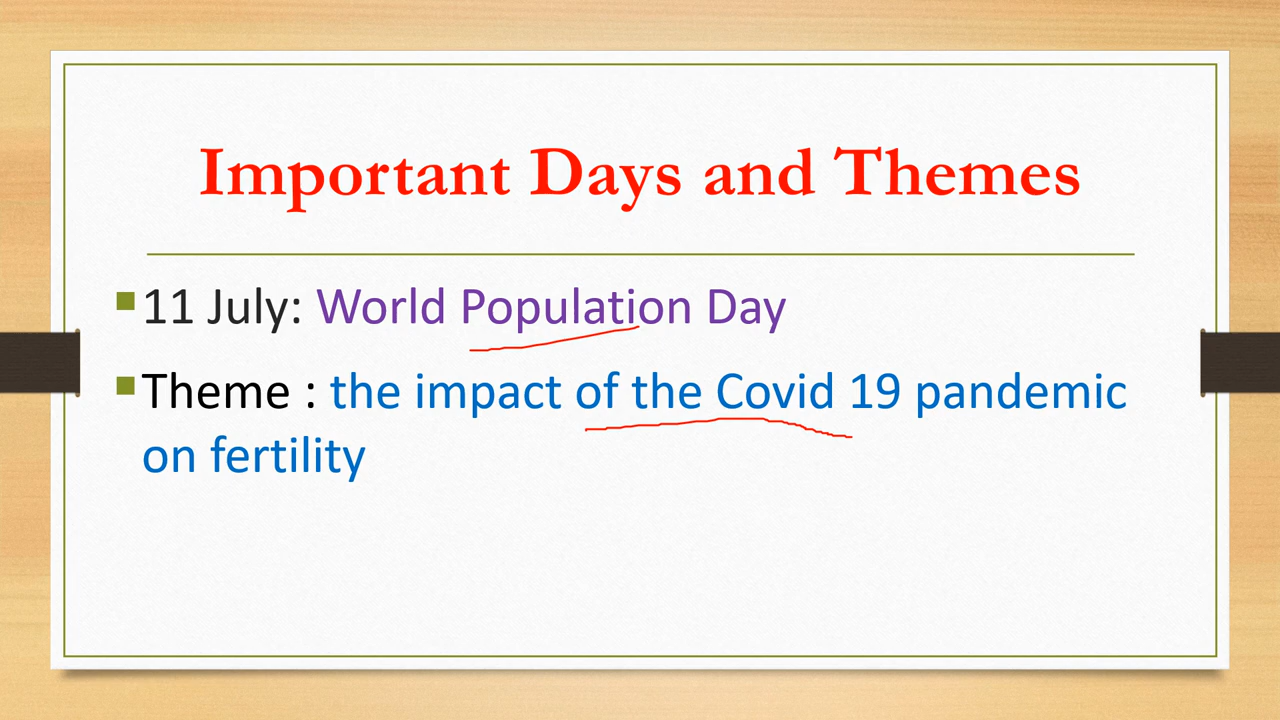 Important Days and Themes
11 July: World Population Day
Theme : the impact of the Covid 19 pandemic
on fertility